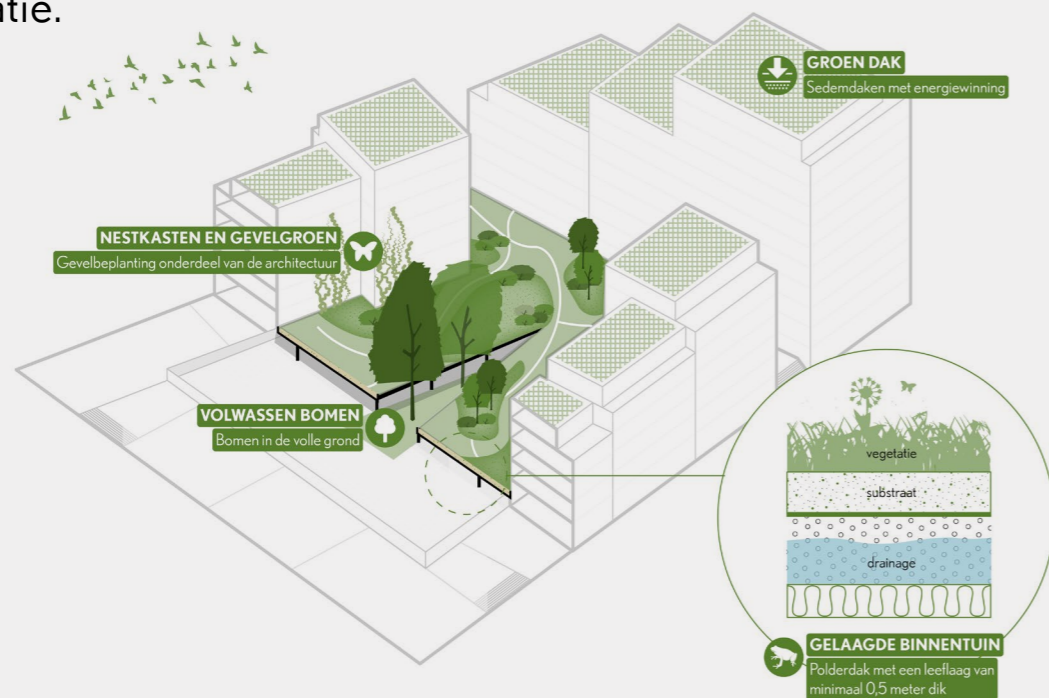 GROEN DAK
Sedemdaken met energiewinning
NESTKASTEN EN GEVELGROEN
Gevelbeplanting onderdeel van de architectuur
VOLWASSEN BOMEN
Bomen in de volle grond
vegetatie
substraat
drainage
GELAAGDE BINNENTUIN
Polderdak met een leeflaag van
minimaal 0,5 meter dik